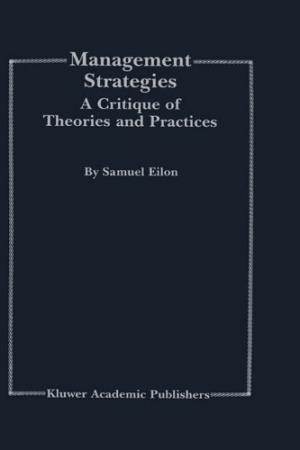 Management
Strategies
A Critique of
Theories and Practices
By Samuel Eilon
Kluwer Academic Publishers